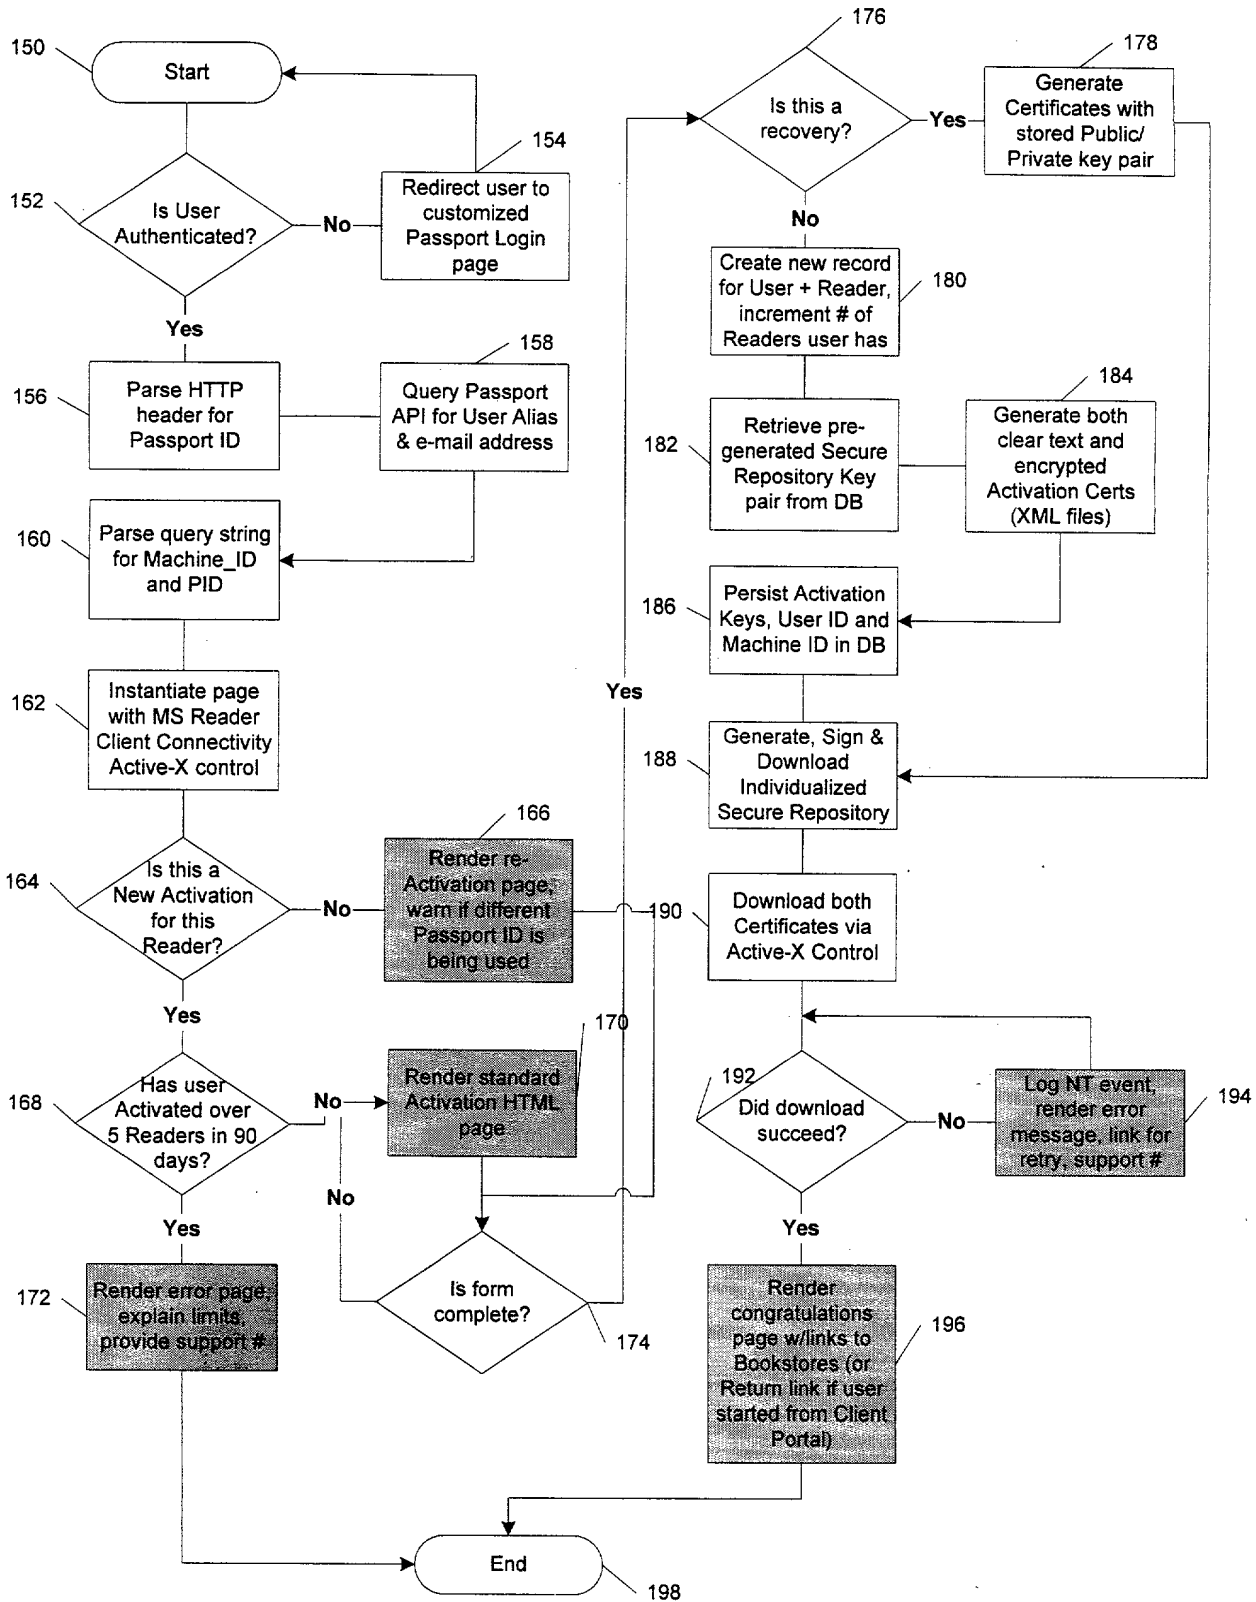 150
Start
152
Is User
Authenticated?
No
154
Redirect user to
customized
Passport Login
page
Yes
156
Parse HTTP
header for
Passport ID
158
Query Passport
API for User Alias
& e-mail address
160
Parse query string
for Machine_ID
and PID
162
Instantiate page
with MS Reader
Client Connectivity
Active-X control
164
Is this a
New Activation
for this
Reader?
No
166
Render re-
Activation page,
warn if different
Passport ID is
being used
Yes
168
Has user
Activated over
5 Readers in 90
days?
No
170
Render standard
Activation HTML
page
No
Yes
172
Render error page,
explain limits,
provide support #
Is form
complete?
174
Yes
176
Is this a
recovery?
Yes
178
Generate
Certificates with
stored Public/
Private key pair
No
Create new record
for User + Reader,
increment # of
Readers user has
180
182
Retrieve pre-
generated Secure
Repository Key
pair from DB
184
Generate both
clear text and
encrypted
Activation Certs
(XML files)
186
Persist Activation
Keys, User ID and
Machine ID in DB
188
Generate, Sign &
Download
Individualized
Secure Repository
190
Download both
Certificates via
Active-X Control
192
Did download
succeed?
No
Log NT event,
render error
message, link for
retry, support #
194
Yes
Render
congratulations
page w/links to
Bookstores (or
Return link if user
started from Client
Portal)
196
End
198